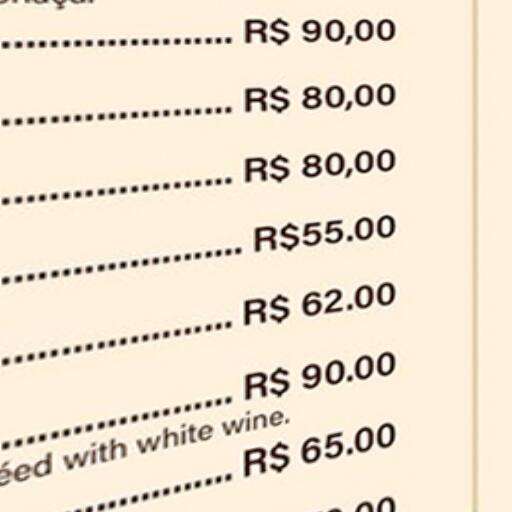 R$ 90,00
R$ 80,00
R$ 80,00
R$55.00
R$ 62.00
R$ 90.00
with white wine.
R$ 65.00